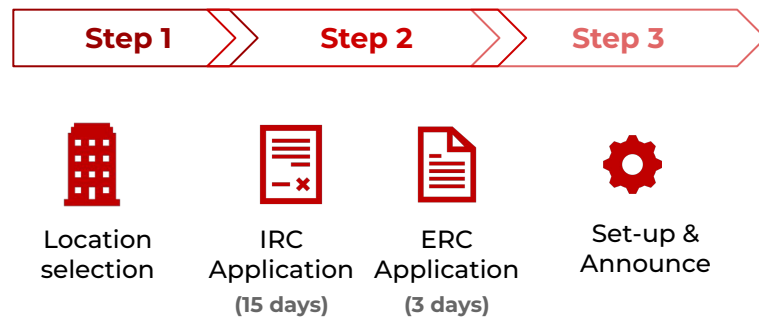 Step 1
Step 2
Step 3
Location
selection
IRC
Application
(15 days)
ERC
Application
(3 days)
Set-up &
Announce